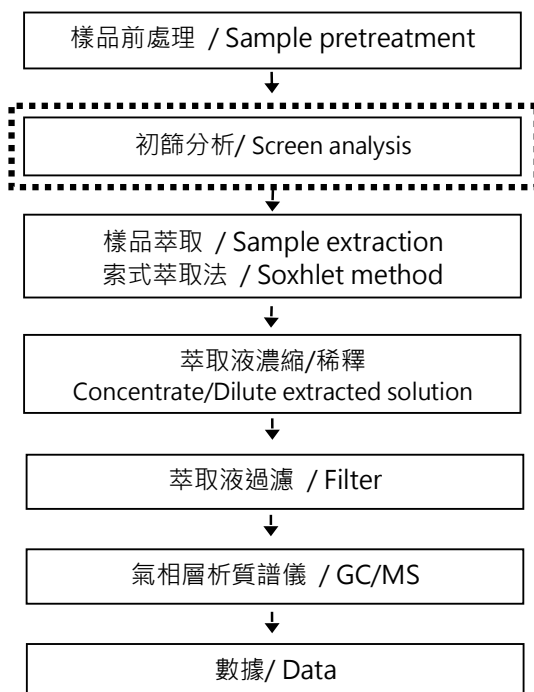 樣品前處理 / Sample pretreatment
初篩分析/ Screen analysis
樣品萃取 / Sample extraction
索式萃取法 / Soxhlet method
萃取液濃縮/稀釋
Concentrate/Dilute extracted solution
萃取液過濾 / Filter
氣相層析質譜儀 / GC/MS
數據/ Data